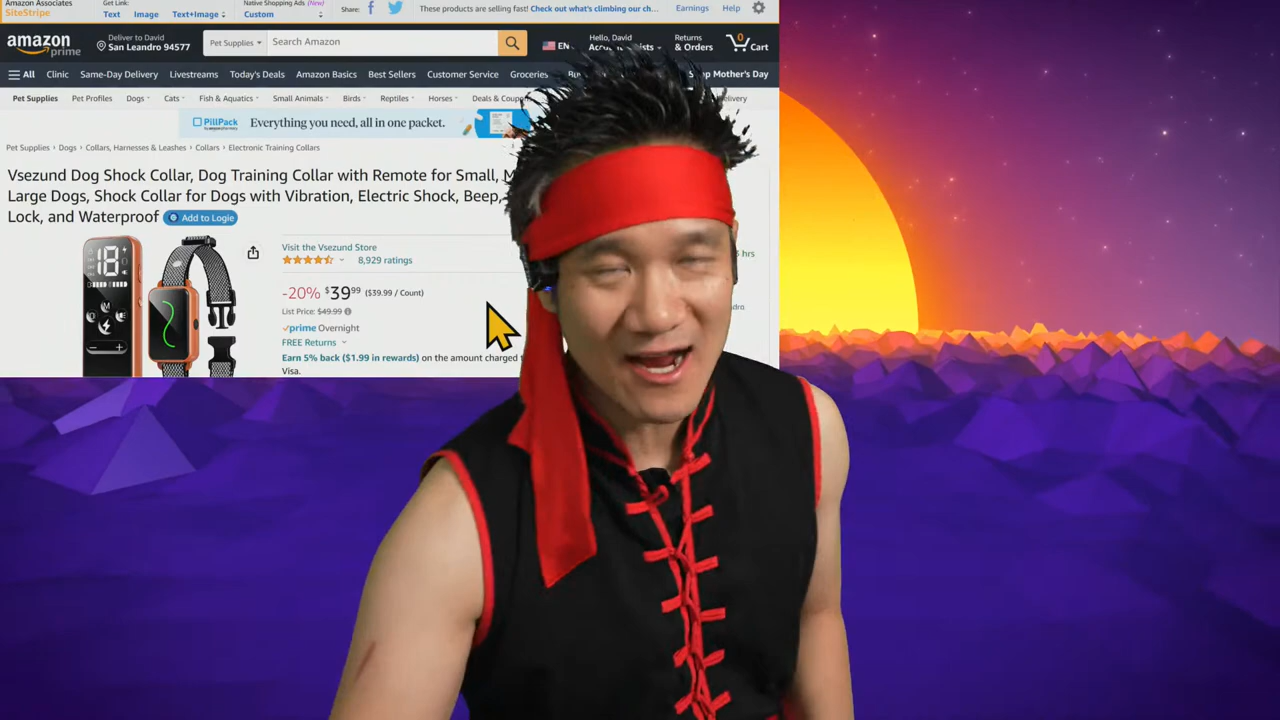 Amazon Associates
SiteStripe
Get Link:
Text Image Text+Image
Native Shopping Ads (New)
Custom
Share:
These products are selling fast! Check out what's climbing our ch...
Earnings Help
amazon prime
Deliver to David
San Leandro 94577
Pet Supplies
Search Amazon
EN
Hello, David
Returns & Orders
0
Cart
All Clinic Same-Day Delivery Livestreams Today's Deals Amazon Basics Best Sellers Customer Service Groceries
Mother's Day
Pet Supplies Pet Profiles Dogs Cats Fish & Aquatics Small Animals Birds Reptiles Horses Deals &
PillPack
by amazon pharmacy
Everything you need, all in one packet.
Pet Supplies › Dogs › Collars, Harnesses & Leashes › Collars › Electronic Training Collars
Vsezund Dog Shock Collar, Dog Training Collar with Remote for Small,
Large Dogs, Shock Collar for Dogs with Vibration, Electric Shock, Beep,
Lock, and Waterproof Add to Logie
Visit the Vsezund Store
8,929 ratings
hrs
18
-20% $39.99 ($39.99 / Count)
List Price: $49.99
prime Overnight
FREE Returns
Earn 5% back ($1.99 in rewards) on the amount charged
Visa.